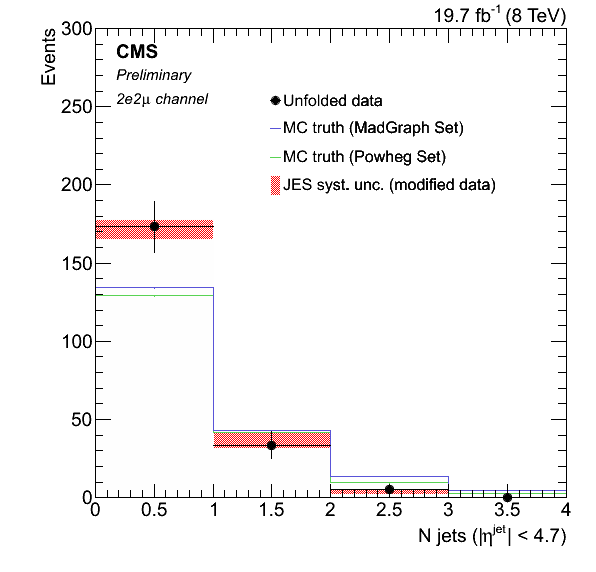 19.7 fb⁻¹ (8 TeV)
Events
CMS
Preliminary
2e2μ channel
Unfolded data
MC truth (MadGraph Set)
MC truth (Powheg Set)
JES syst. unc. (modified data)
300
250
200
150
100
50
0
0 0.5 1 1.5 2 2.5 3 3.5 4
N jets (|η^jet| < 4.7)